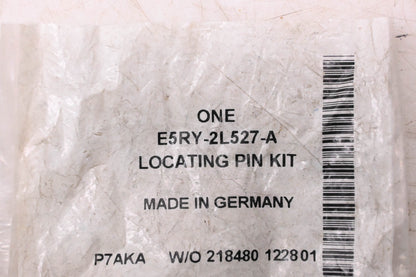 ONE
E5RY-2L527-A
LOCATING PIN KIT
MADE IN GERMANY
P7AKA W/O 218480 122801